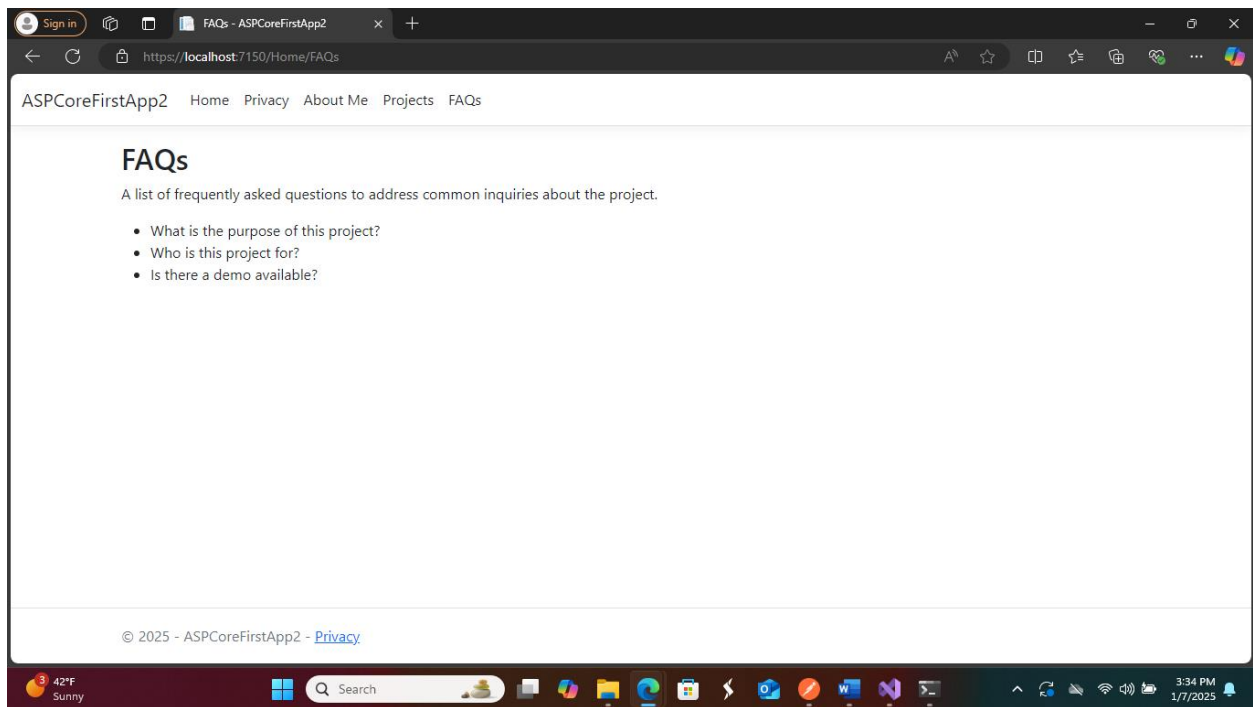 Sign in
FAQs - ASPCoreFirstApp2
https://localhost:7150/Home/FAQs
ASPCoreFirstApp2 Home Privacy About Me Projects FAQs
FAQs
A list of frequently asked questions to address common inquiries about the project.
• What is the purpose of this project?
• Who is this project for?
• Is there a demo available?
© 2025 - ASPCoreFirstApp2 - Privacy
3
42°F
Sunny
Search
3:34 PM
1/7/2025